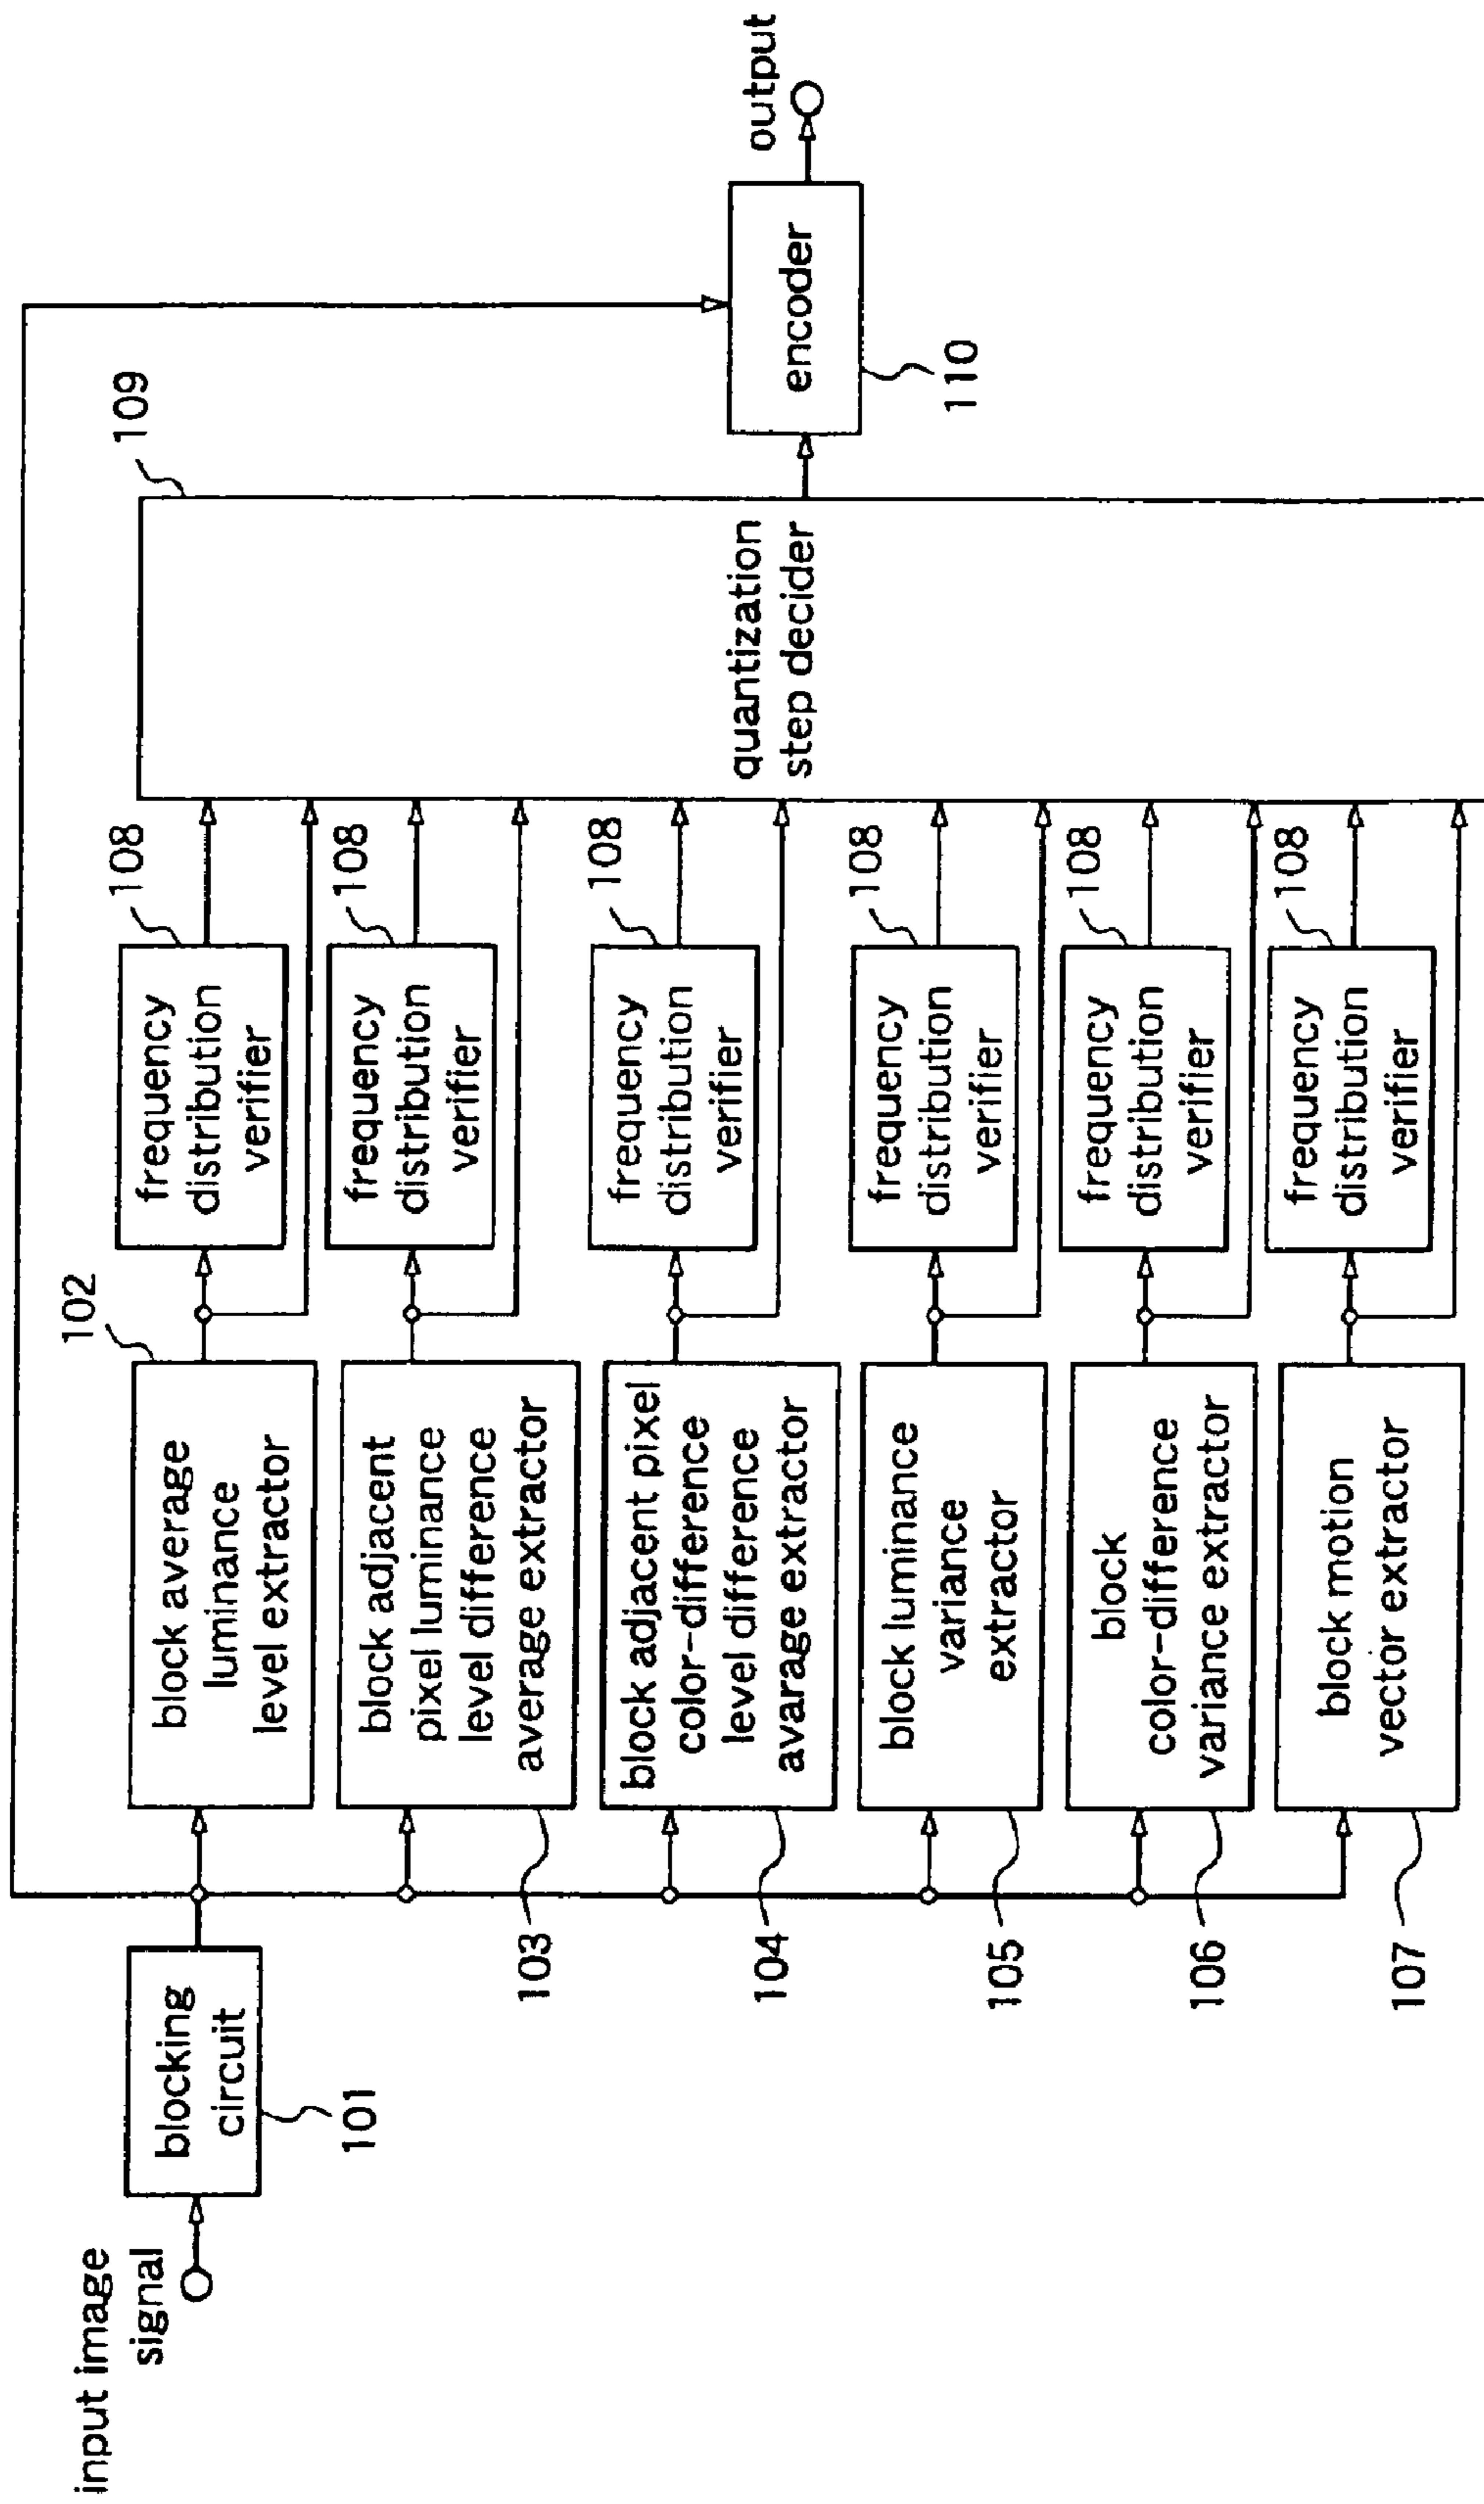 input image
signal
blocking
circuit
101
block average
luminance
level extractor
102
block adjacent
pixel luminance
level difference
average extractor
103
block adjacent pixel
color-difference
level difference
avarage extractor
104
block luminance
variance
extractor
105
block
color-difference
variance extractor
106
block motion
vector extractor
107
frequency
distribution
verifier
108
frequency
distribution
verifier
108
frequency
distribution
verifier
108
frequency
distribution
verifier
108
frequency
distribution
verifier
108
frequency
distribution
verifier
108
quantization
step decider
109
encoder
110
output